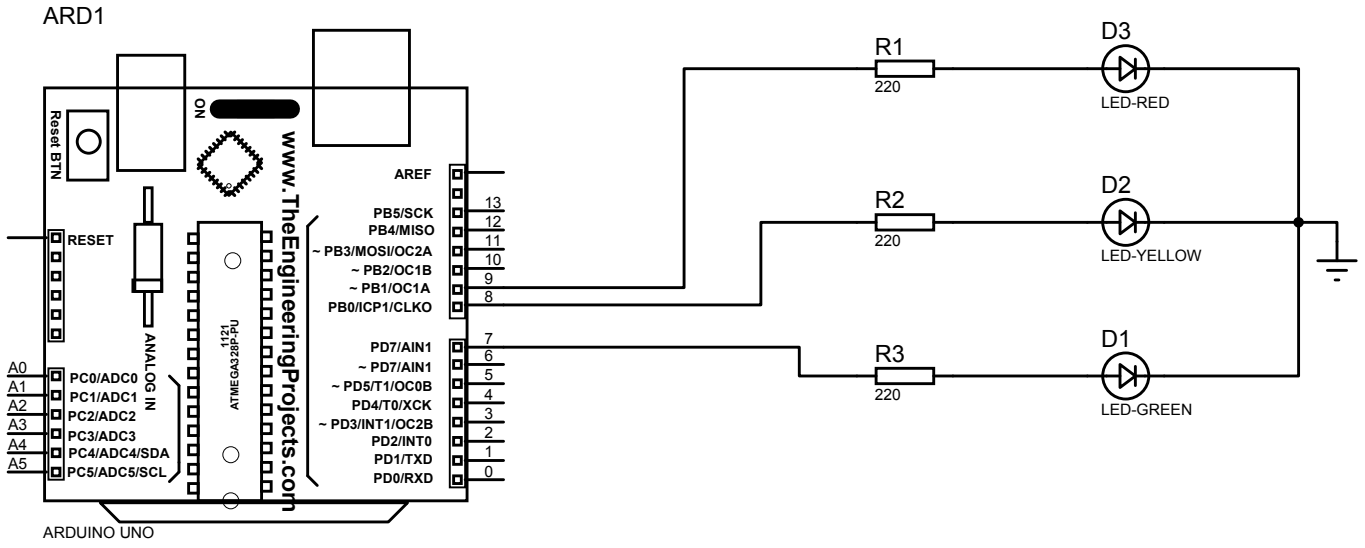 ARD1
ON
Reset BTN
www.TheEngineeringProjects.com
RESET
ANALOG IN
1121
ATMEGA328P-PU
A0
PC0/ADC0
A1
PC1/ADC1
A2
PC2/ADC2
A3
PC3/ADC3
A4
PC4/ADC4/SDA
A5
PC5/ADC5/SCL
AREF
PB5/SCK 13
PB4/MISO 12
~ PB3/MOSI/OC2A 11
~ PB2/OC1B 10
~ PB1/OC1A 9
PB0/ICP1/CLKO 8
PD7/AIN1 7
~ PD7/AIN1 6
~ PD5/T1/OC0B 5
PD4/T0/XCK 4
~ PD3/INT1/OC2B 3
PD2/INT0 2
PD1/TXD 1
PD0/RXD 0
ARDUINO UNO
R1
220
D3
LED-RED
R2
220
D2
LED-YELLOW
R3
220
D1
LED-GREEN